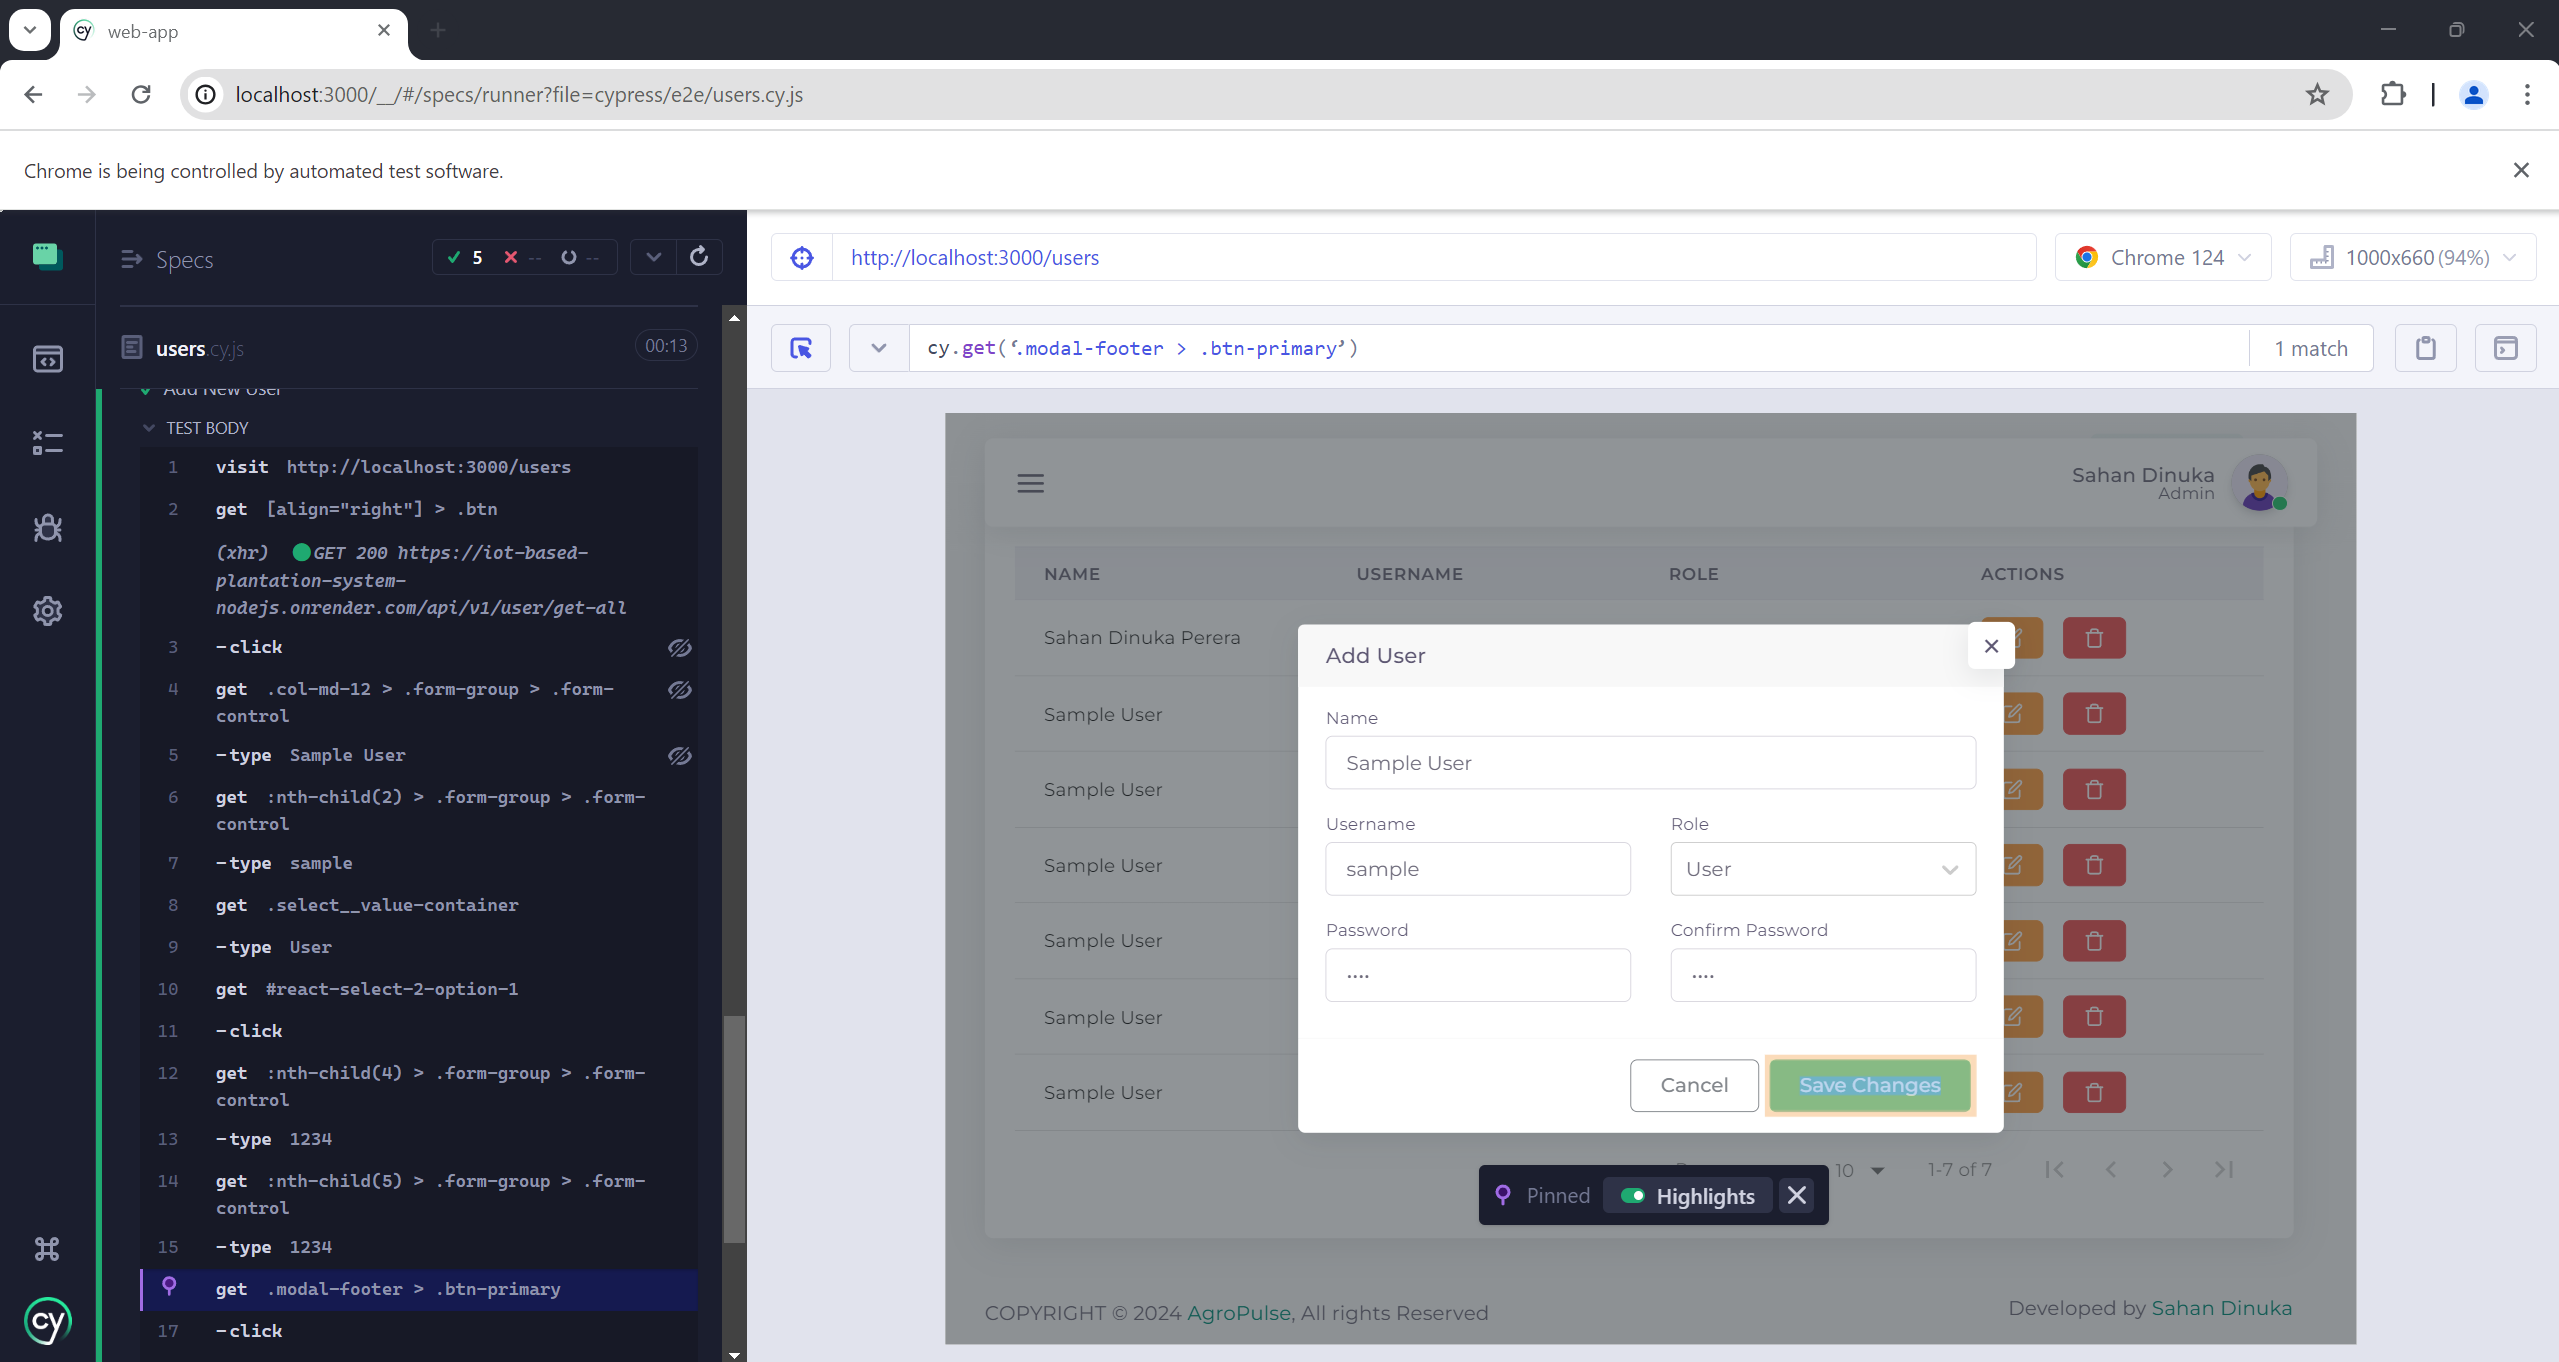 web-app
localhost:3000/__/#/specs/runner?file=cypress/e2e/users.cy.js
Chrome is being controlled by automated test software.
Specs
5 -- --
users.cy.js
00:13
Add New User
TEST BODY
1 visit http://localhost:3000/users
2 get [align="right"] > .btn
(xhr) GET 200 https://iot-based-
plantation-system-
nodejs.onrender.com/api/v1/user/get-all
3 -click
4 get .col-md-12 > .form-group > .form-
control
5 -type Sample User
6 get :nth-child(2) > .form-group > .form-
control
7 -type sample
8 get .select__value-container
9 -type User
10 get #react-select-2-option-1
11 -click
12 get :nth-child(4) > .form-group > .form-
control
13 -type 1234
14 get :nth-child(5) > .form-group > .form-
control
15 -type 1234
get .modal-footer > .btn-primary
17 -click
cy
http://localhost:3000/users
Chrome 124
1000x660 (94%)
cy.get(‘.modal-footer > .btn-primary’)
1 match
Sahan Dinuka
Admin
NAME USERNAME ROLE ACTIONS
Sahan Dinuka Perera
Sample User
Sample User
Sample User
Sample User
Sample User
Sample User
Add User
Name
Sample User
Username Role
sample User
Password Confirm Password
.... ....
Cancel Save Changes
10 1-7 of 7
Pinned Highlights
COPYRIGHT © 2024 AgroPulse, All rights Reserved
Developed by Sahan Dinuka